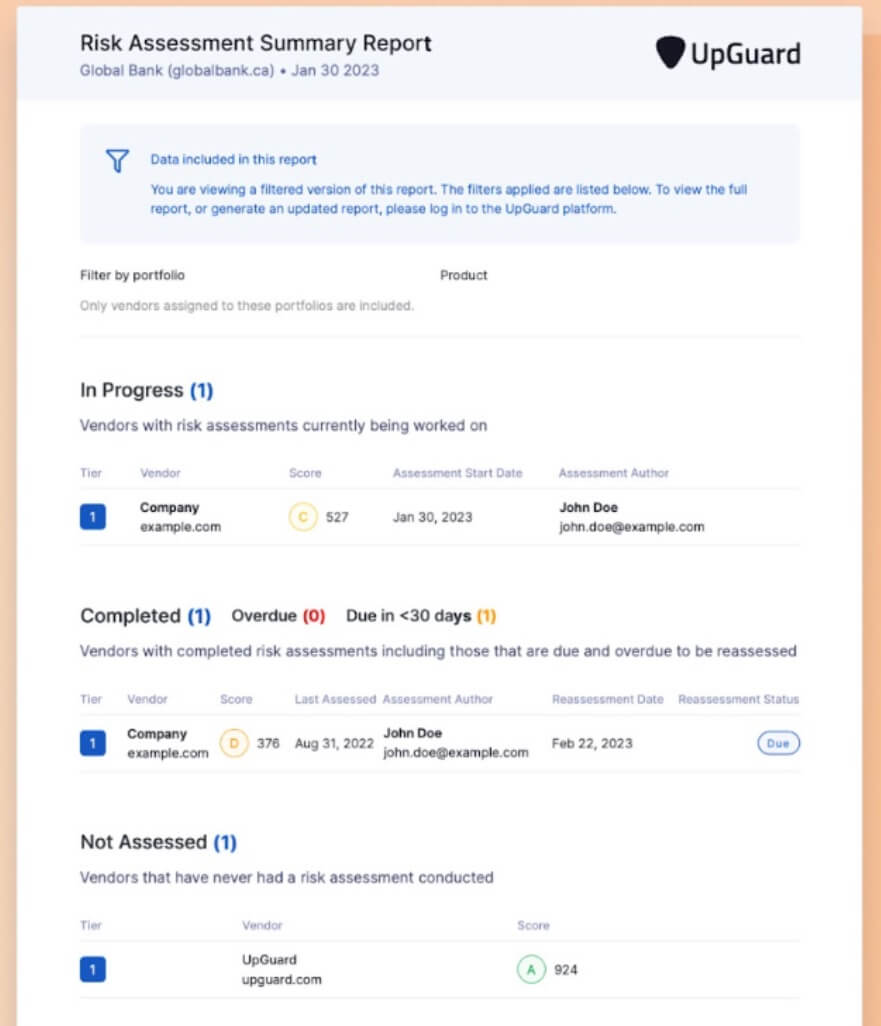 Risk Assessment Summary Report
Global Bank (globalbank.ca) • Jan 30 2023
UpGuard
Data included in this report
You are viewing a filtered version of this report. The filters applied are listed below. To view the full
report, or generate an updated report, please log in to the UpGuard platform.
Filter by portfolio Product
Only vendors assigned to these portfolios are included.
In Progress (1)
Vendors with risk assessments currently being worked on
Tier Vendor Score Assessment Start Date Assessment Author
1 Company C 527 Jan 30, 2023 John Doe
example.com john.doe@example.com
Completed (1) Overdue (0) Due in <30 days (1)
Vendors with completed risk assessments including those that are due and overdue to be reassessed
Tier Vendor Score Last Assessed Assessment Author Reassessment Date Reassessment Status
1 Company D 376 Aug 31, 2022 John Doe Feb 22, 2023 Due
example.com john.doe@example.com
Not Assessed (1)
Vendors that have never had a risk assessment conducted
Tier Vendor Score
1 UpGuard A 924
upguard.com